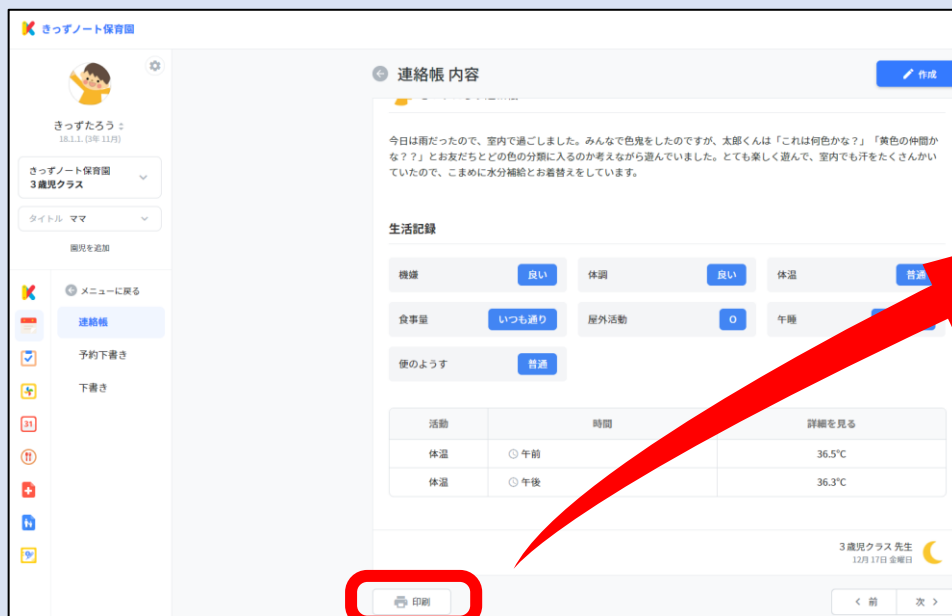 きっずノート保育園
きっずたろう
18.1.1. (3年 11月)
きっずノート保育園
3歳児クラス
タイトル ママ
園児を追加
メニューに戻る
連絡帳
予約下書き
下書き
31
連絡帳 内容
作成
今日は雨だったので、室内で過ごしました。みんなで色鬼をしたのですが、太郎くんは「これは何色かな？」「黄色の仲間か
な？？」とお友だちとどの色の分類に入るのか考えながら遊んでいました。とても楽しく遊んで、室内でも汗をたくさんかい
ていたので、こまめに水分補給とお着替えをしています。
生活記録
機嫌 良い 体調 良い 体温 普通
食事量 いつも通り 屋外活動 O 午睡
便のようす 普通
活動 時間 詳細を見る
体温 午前 36.5℃
体温 午後 36.3℃
3歳児クラス 先生
12月 17日 金曜日
印刷
前 次